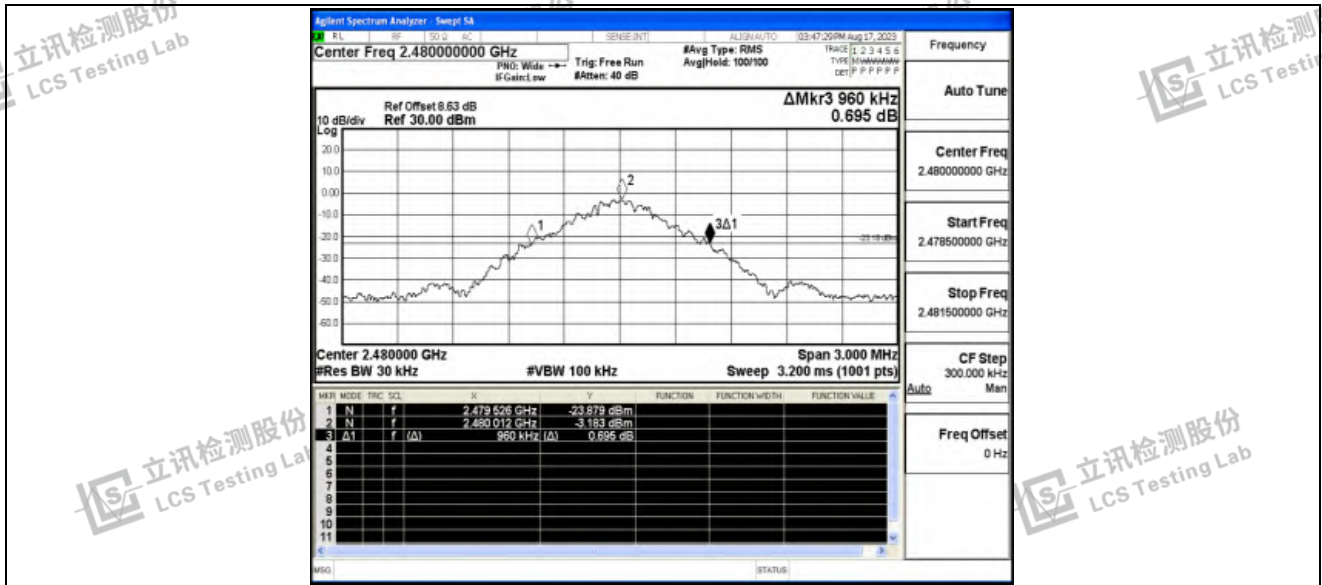 Agilent Spectrum Analyzer - Swept SA
RL RF 50 Ω AC SENSE:INT ALIGN AUTO 03:47:29 PM Aug 17, 2023
Center Freq 2.480000000 GHz
PNO: Wide
IFGain:Low
Trig: Free Run
#Atten: 40 dB
#Avg Type: RMS
Avg|Hold: 100/100
TRACE 1 2 3 4 5 6
TYPE
DET P P P P P P
Ref Offset 8.63 dB
10 dB/div Ref 30.00 dBm
Log
ΔMkr3 960 kHz
0.695 dB
20.0
10.0
0.00
-10.0
-20.0
-30.0
-40.0
-50.0
-60.0
1
2
3Δ1
-23.18 dBm
Center 2.480000 GHz Span 3.000 MHz
#Res BW 30 kHz #VBW 100 kHz Sweep 3.200 ms (1001 pts)
MKR MODE TRC SCL X Y FUNCTION FUNCTION WIDTH FUNCTION VALUE
1 N f 2.479 526 GHz -23.879 dBm
2 N f 2.480 012 GHz -3.183 dBm
3 Δ1 f (Δ) 960 kHz (Δ) 0.695 dB
4
5
6
7
8
9
10
11
MSG STATUS
Frequency
Auto Tune
Center Freq
2.480000000 GHz
Start Freq
2.478500000 GHz
Stop Freq
2.481500000 GHz
CF Step
300.000 kHz
Auto Man
Freq Offset
0 Hz
立讯检测股份
LCS Testing Lab
立讯检测
LCS Testi
立讯检测股份
LCS Testing Lab
立讯检测股份
LCS Testing Lab